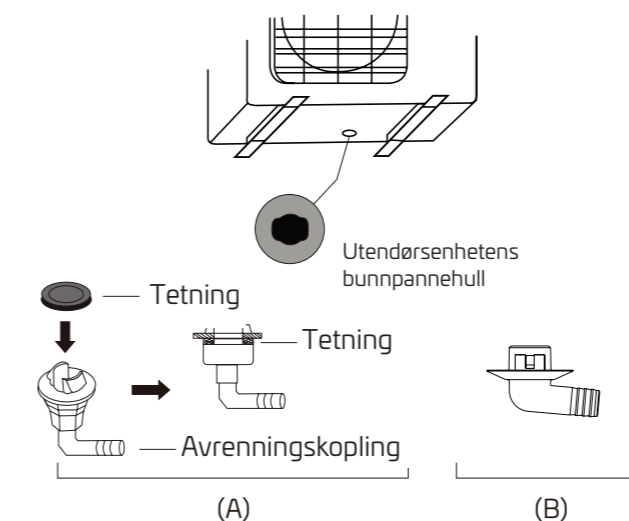 Utendørsenhetens
bunnpannehull
Tetning
Tetning
Avrenningskopling
(A)
(B)